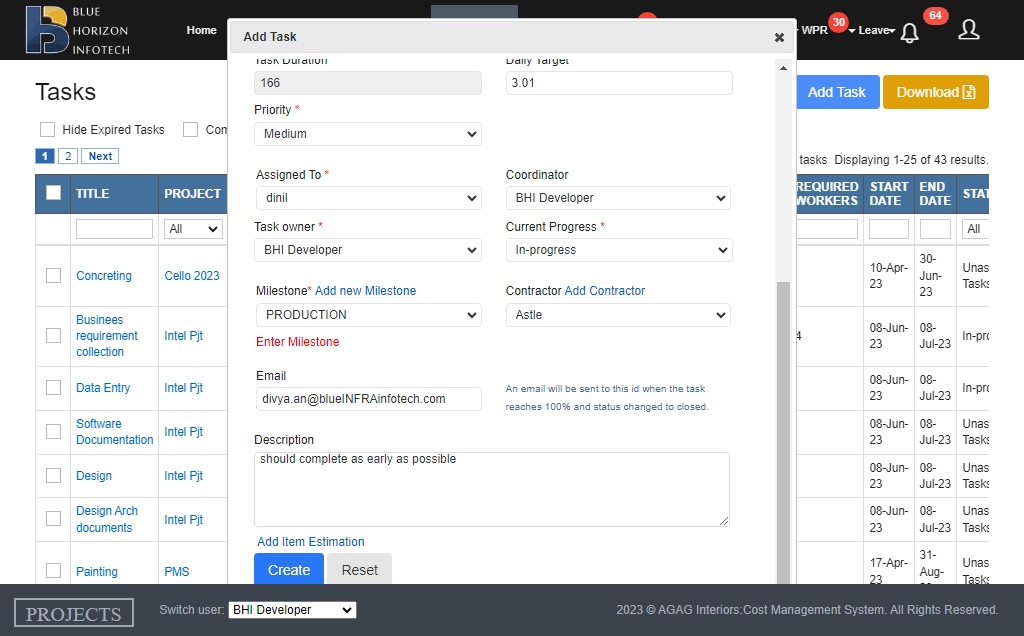 BLUE
HORIZON
INFOTECH
Home
WPR 30 Leave 64
Add Task
Tasks
Add Task Download
Hide Expired Tasks Com
1 2 Next
tasks Displaying 1-25 of 43 results.
Task Duration Daily Target
166 3.01
Priority *
Medium
Assigned To * Coordinator
dinil BHI Developer
Task owner * Current Progress *
BHI Developer In-progress
Milestone* Add new Milestone Contractor Add Contractor
PRODUCTION Astle
Enter Milestone
Email
divya.an@blueINFRAinfotech.com
An email will be sent to this id when the task
reaches 100% and status changed to closed.
Description
should complete as early as possible
Add Item Estimation
Create Reset
TITLE PROJECT REQUIRED WORKERS START DATE END DATE STAT
All All
Concreting Cello 2023 10-Apr-23 30-Jun-23 Unas Tasks
Businees requirement collection Intel Pjt 4 08-Jun-23 08-Jul-23 In-pro
Data Entry Intel Pjt 08-Jun-23 08-Jul-23 In-pro
Software Documentation Intel Pjt 08-Jun-23 08-Jul-23 Unas Tasks
Design Intel Pjt 08-Jun-23 08-Jul-23 Unas Tasks
Design Arch documents Intel Pjt 08-Jun-23 08-Jul-23 Unas Tasks
Painting PMS 17-Apr-23 31-Aug- Unas Tasks
PROJECTS Switch user: BHI Developer 2023 © AGAG Interiors:Cost Management System. All Rights Reserved.